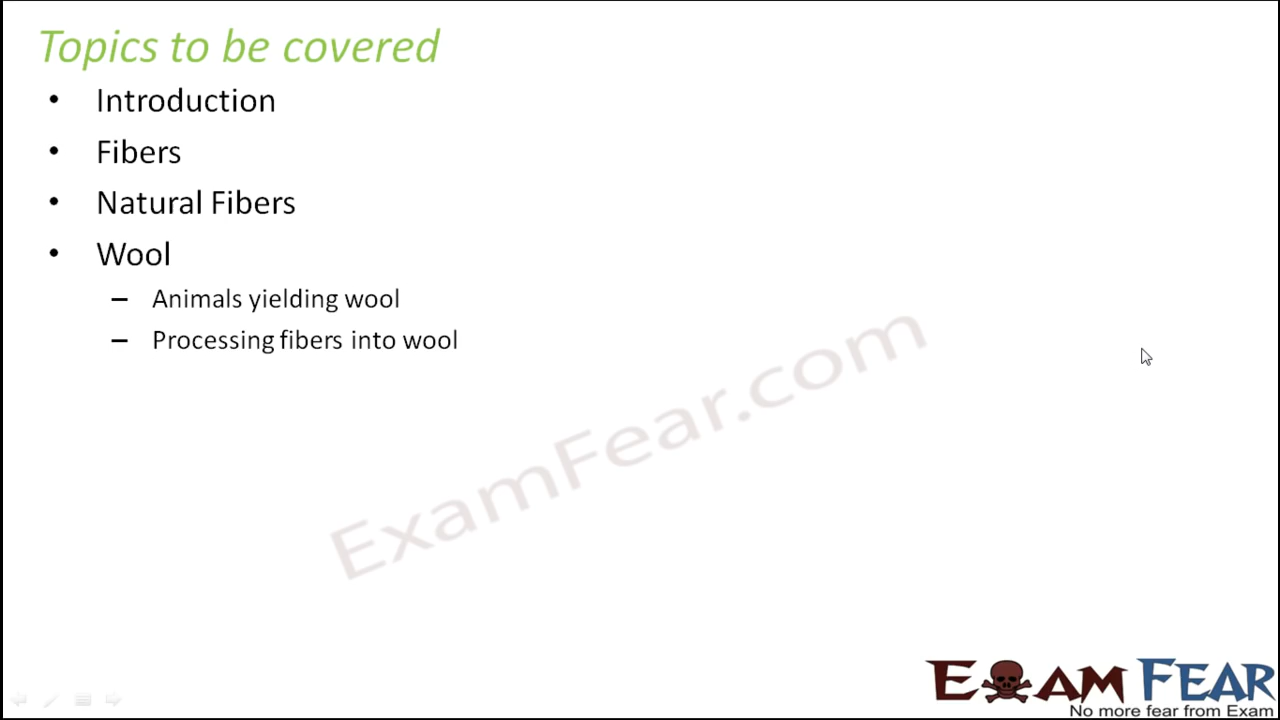 Topics to be covered
• Introduction
• Fibers
• Natural Fibers
• Wool
– Animals yielding wool
– Processing fibers into wool
ExamFear.com
EXAM FEAR
No more fear from Exam